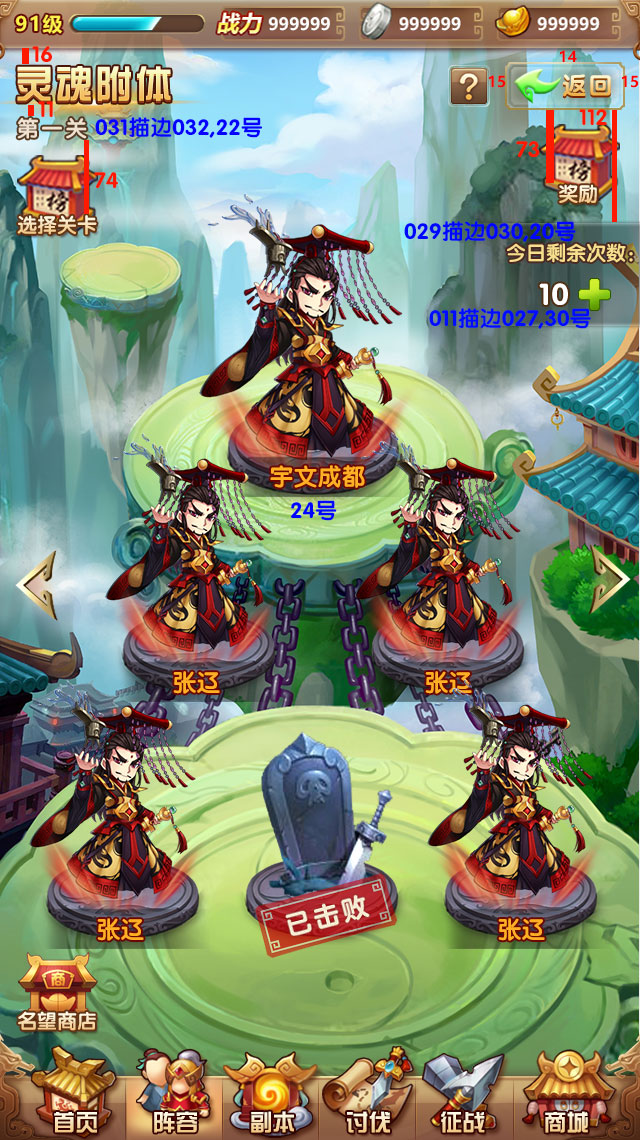 91级
战力 999999
999999
999999
16
14
灵魂附体
?
15
返回
15
11
112
第一关
031描边032,22号
73
榜
榜
74
奖励
选择关卡
029描边030,20号
今日剩余次数:
10
011描边027,30号
宇文成都
24号
张辽
张辽
已击败
张辽
张辽
商
名望商店
首页
阵容
副本
讨伐
征战
商城